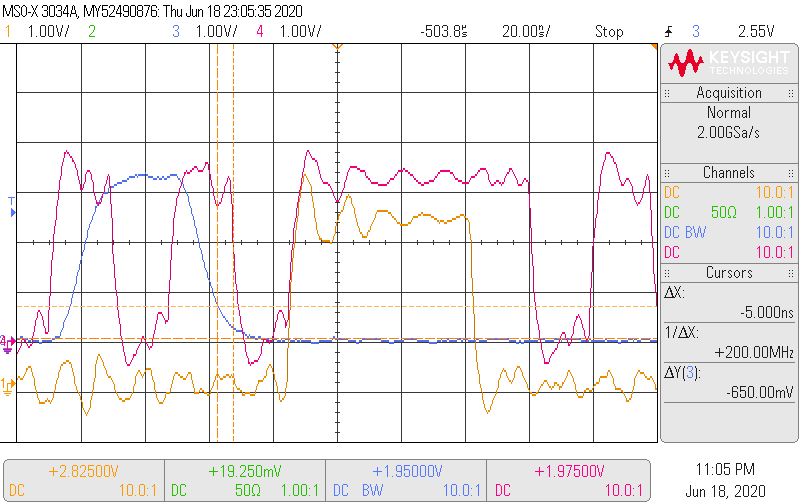 MSO-X 3034A, MY52490876: Thu Jun 18 23:05:35 2020
1 1.00V/ 2 3 1.00V/ 4 1.00V/ -503.8s 20.00s/ Stop 3 2.55V
KEYSIGHT
TECHNOLOGIES
Acquisition
Normal
2.00GSa/s
Channels
DC 10.0:1
DC 50Ω 1.00:1
DC BW 10.0:1
DC 10.0:1
Cursors
ΔX:
-5.000ns
1/ΔX:
+200.00MHz
ΔY(3):
-650.00mV
T
4
1
+2.82500V +19.250mV +1.95000V +1.97500V
DC 10.0:1 DC 50Ω 1.00:1 DC BW 10.0:1 DC 10.0:1
11:05 PM
Jun 18, 2020